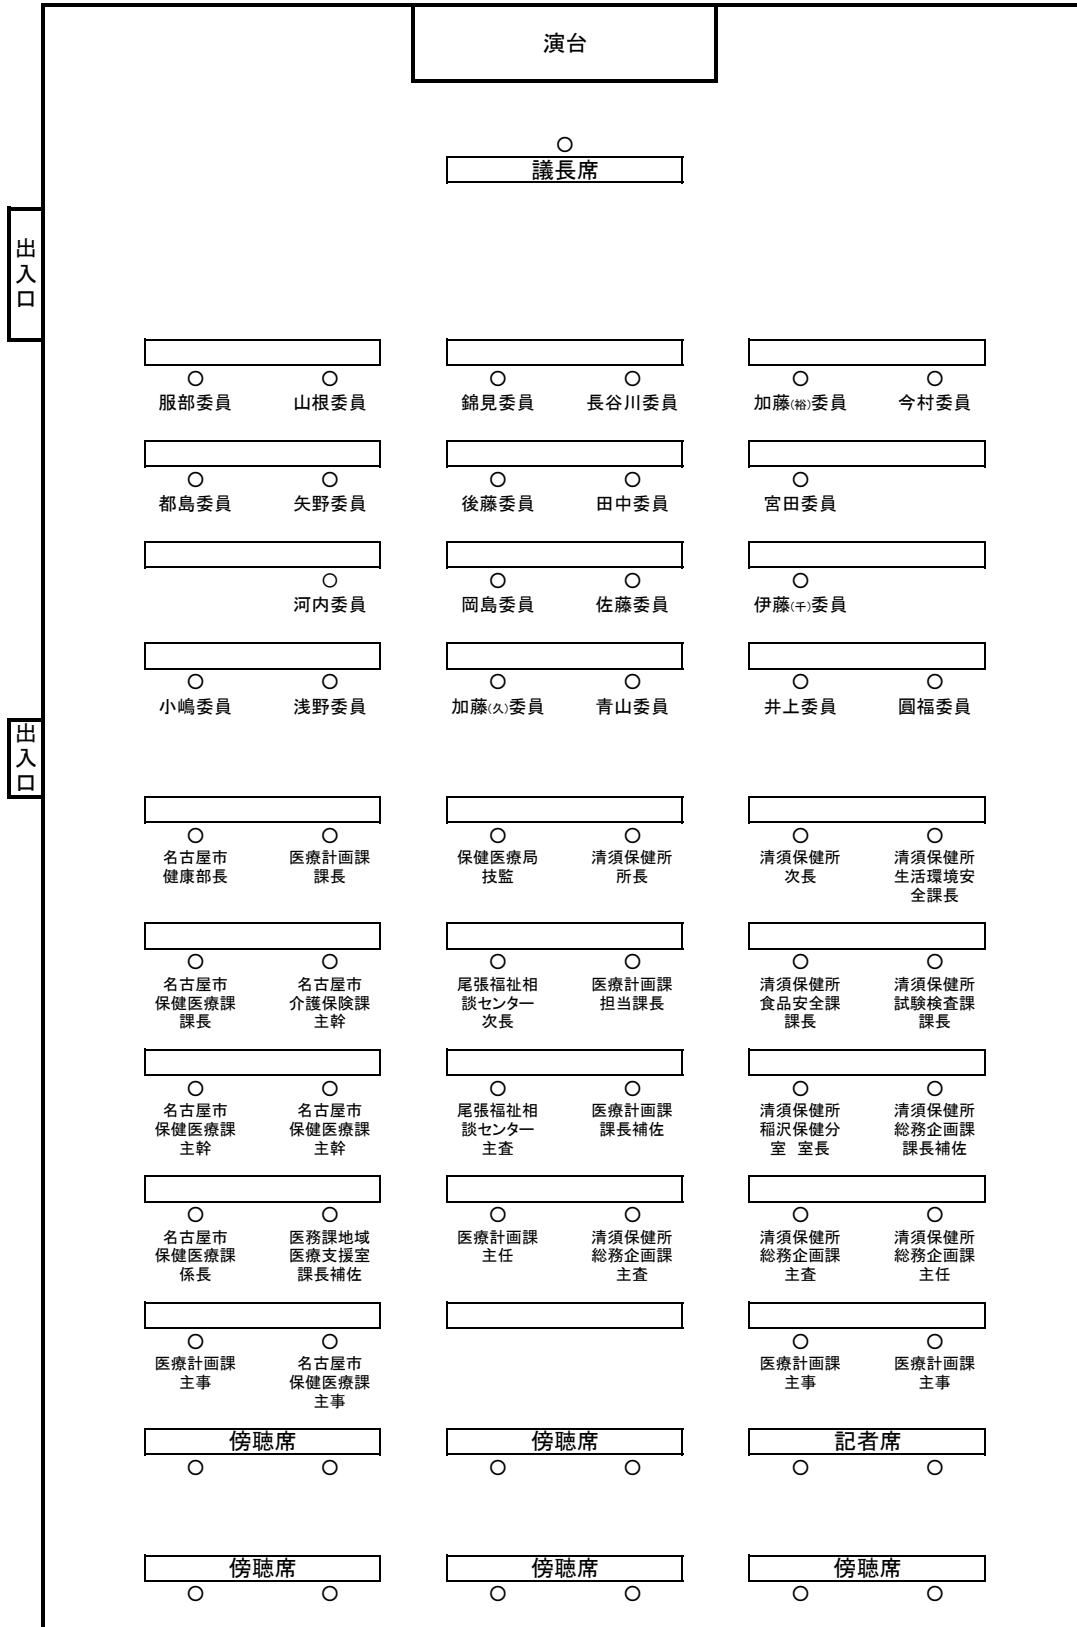 演台
○
議長席
出入口
○ ○ ○ ○ ○ ○
服部委員 山根委員 錦見委員 長谷川委員 加藤(裕)委員 今村委員
○ ○ ○ ○ ○
都島委員 矢野委員 後藤委員 田中委員 宮田委員
○ ○ ○ ○
河内委員 岡島委員 佐藤委員 伊藤(千)委員
○ ○ ○ ○ ○ ○
小嶋委員 浅野委員 加藤(久)委員 青山委員 井上委員 圓福委員
出入口
○ ○ ○ ○ ○ ○
名古屋市 医療計画課 保健医療局 清須保健所 清須保健所 清須保健所
健康部長 課長 技監 所長 次長 生活環境安
全課長
○ ○ ○ ○ ○ ○
名古屋市 名古屋市 尾張福祉相 医療計画課 清須保健所 清須保健所
保健医療課 介護保険課 談センター 担当課長 食品安全課 試験検査課
課長 主幹 次長 課長 課長
○ ○ ○ ○ ○ ○
名古屋市 名古屋市 尾張福祉相 医療計画課 清須保健所 清須保健所
保健医療課 保健医療課 談センター 課長補佐 稲沢保健分 総務企画課
主幹 主幹 主査 室 室長 課長補佐
○ ○ ○ ○ ○ ○
名古屋市 医務課地域 医療計画課 清須保健所 清須保健所 清須保健所
保健医療課 医療支援室 主任 総務企画課 総務企画課 総務企画課
係長 課長補佐 主査 主査 主任
○ ○ ○ ○
医療計画課 名古屋市 医療計画課 医療計画課
主事 保健医療課 主事 主事
主事
傍聴席 傍聴席 記者席
○ ○ ○ ○ ○ ○
傍聴席 傍聴席 傍聴席
○ ○ ○ ○ ○ ○